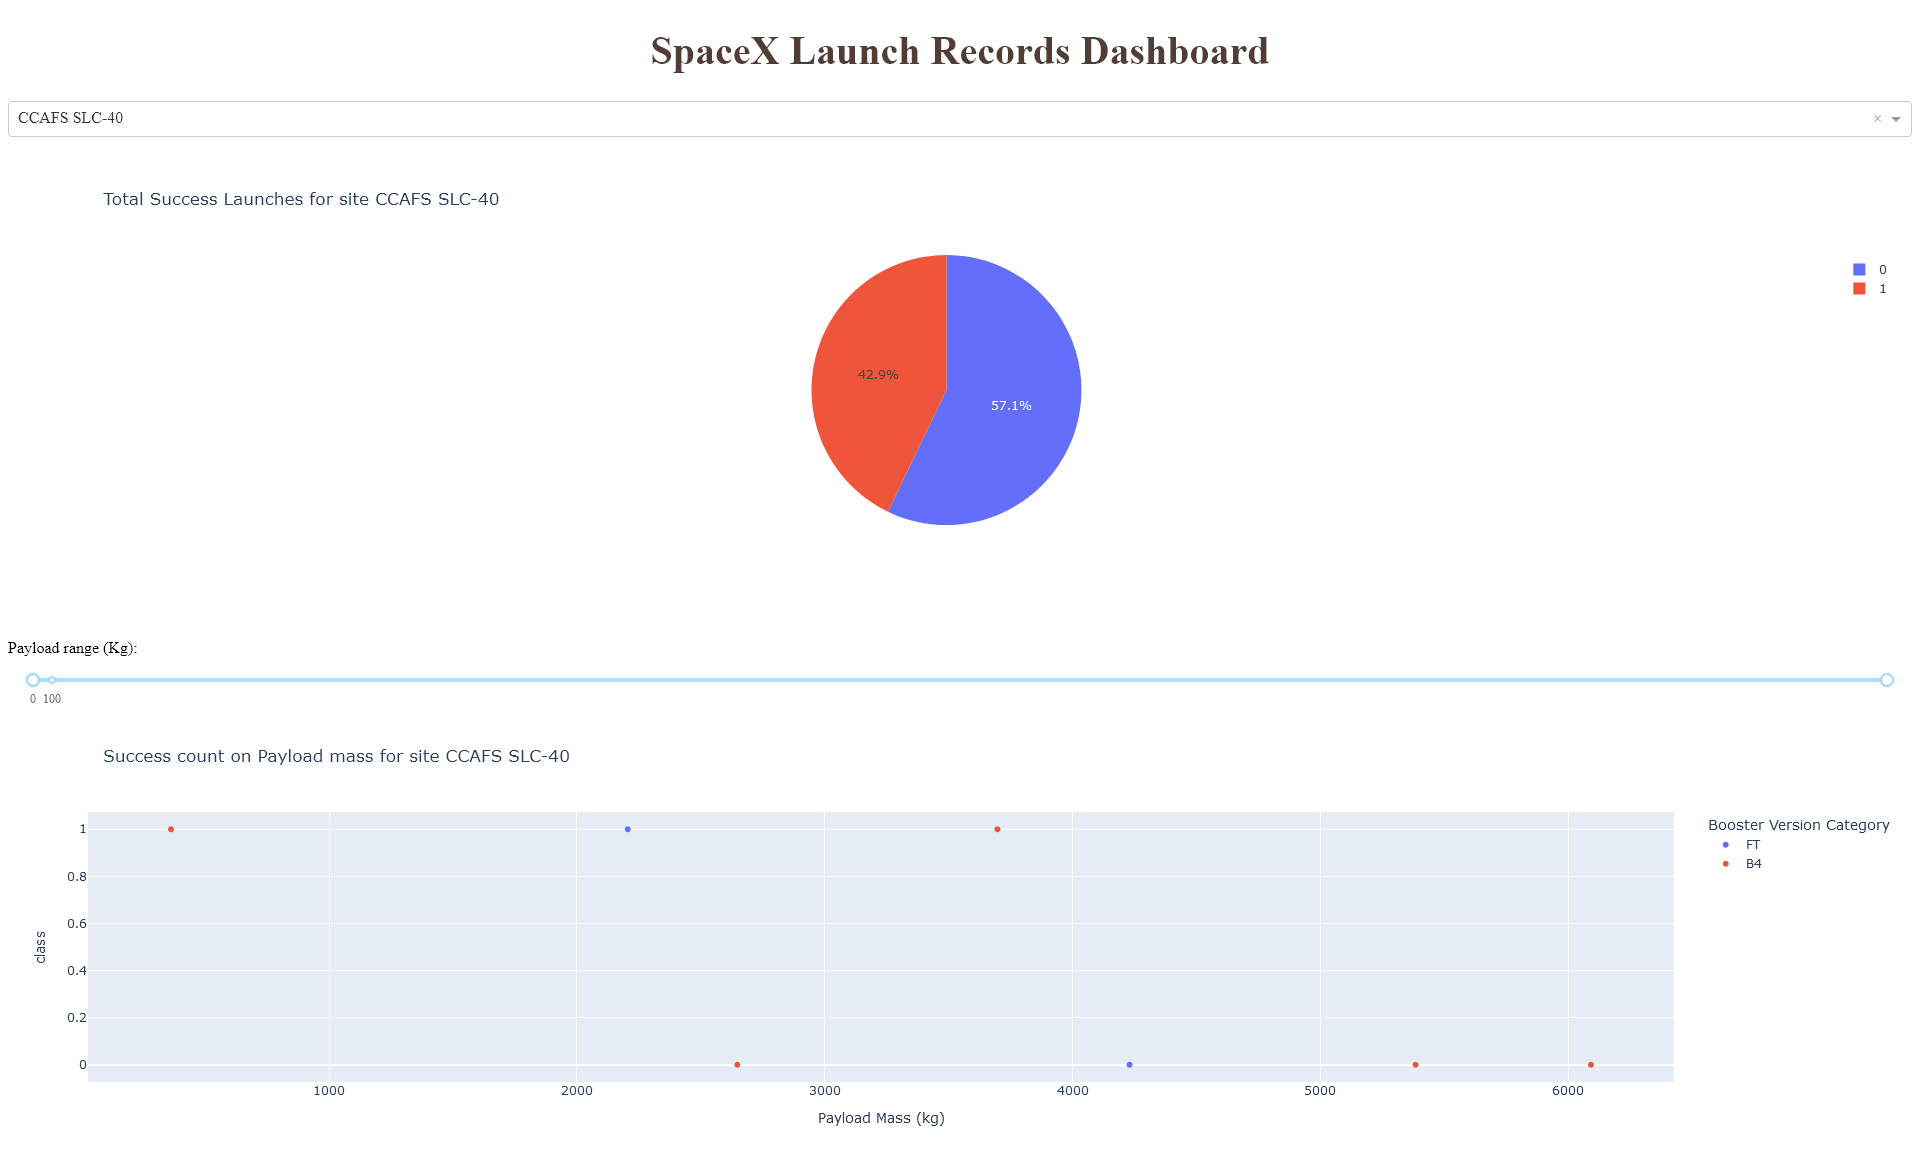 SpaceX Launch Records Dashboard
CCAFS SLC-40
×
Total Success Launches for site CCAFS SLC-40
0
1
42.9%
57.1%
Payload range (Kg):
0 100
Success count on Payload mass for site CCAFS SLC-40
Booster Version Category
FT
B4
1
0.8
0.6
0.4
0.2
0
class
1000 2000 3000 4000 5000 6000
Payload Mass (kg)